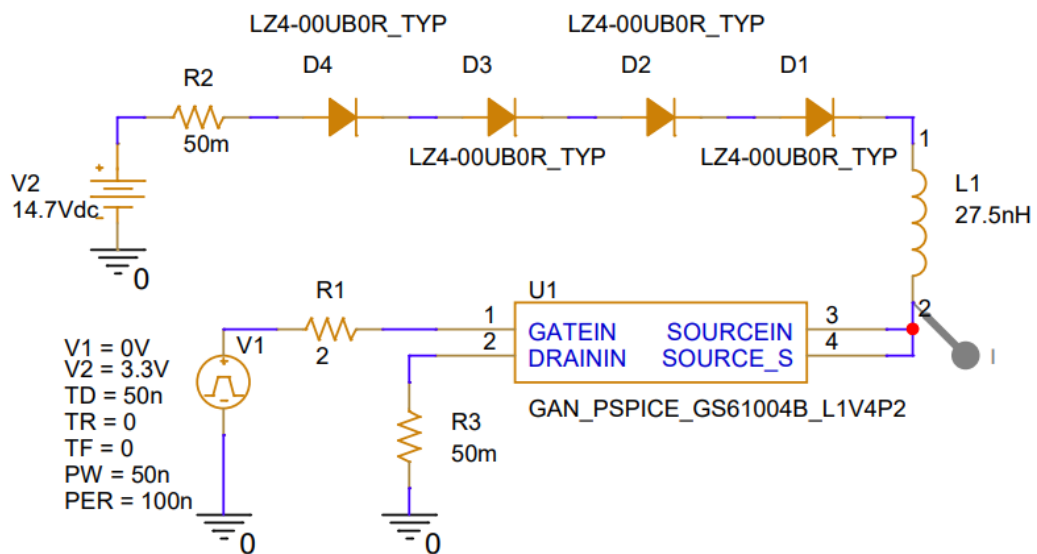 LZ4-00UB0R_TYP LZ4-00UB0R_TYP
D4 D3 D2 D1
R2
50m
LZ4-00UB0R_TYP LZ4-00UB0R_TYP
1
+
V2
14.7Vdc
-
L1
27.5nH
0
U1
R1
2
1 GATEIN SOURCEIN 3
2 DRAININ SOURCE_S 4
2
I
V1
+
-
V1 = 0V
V2 = 3.3V
TD = 50n
TR = 0
TF = 0
PW = 50n
PER = 100n
GAN_PSPICE_GS61004B_L1V4P2
R3
50m
0
0